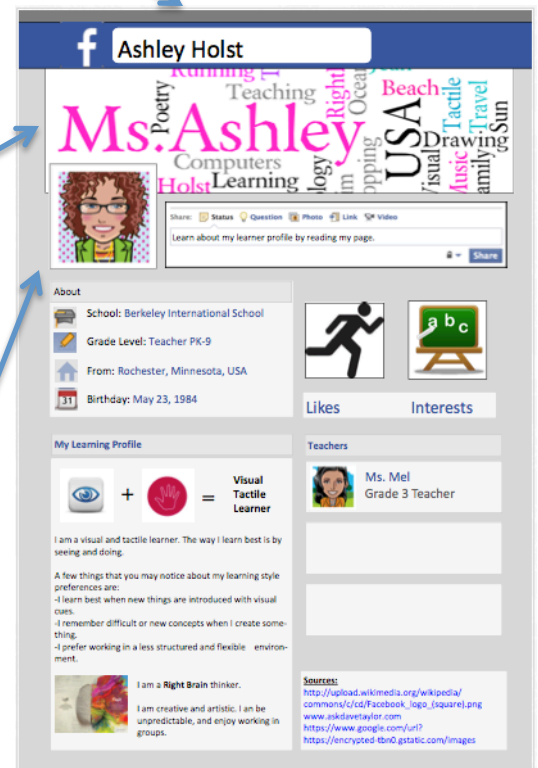 f Ashley Holst
Running
Poetry
Teaching
Beach
Tactile
Travel
Ms.Ashley
USA
Drawing
Sun
Computers
Visual
Music
Holst Learning
Share: Status Question Photo Link Video
Learn about my learner profile by reading my page.
Share
About
School: Berkeley International School
Grade Level: Teacher PK-9
From: Rochester, Minnesota, USA
31 Birthday: May 23, 1984
a b c
Likes Interests
My Learning Profile
+ = Visual
Tactile
Learner
I am a visual and tactile learner. The way I learn best is by
seeing and doing.
A few things that you may notice about my learning style
preferences are:
-I learn best when new things are introduced with visual
cues.
-I remember difficult or new concepts when I create some-
thing.
-I prefer working in a less structured and flexible environ-
ment.
I am a Right Brain thinker.
I am creative and artistic. I an be
unpredictable, and enjoy working in
groups.
Teachers
Ms. Mel
Grade 3 Teacher
Sources:
http://upload.wikimedia.org/wikipedia/
commons/c/cd/Facebook_logo_(square).png
www.askdavetaylor.com
https://www.google.com/url?
https://encrypted-tbn0.gstatic.com/images